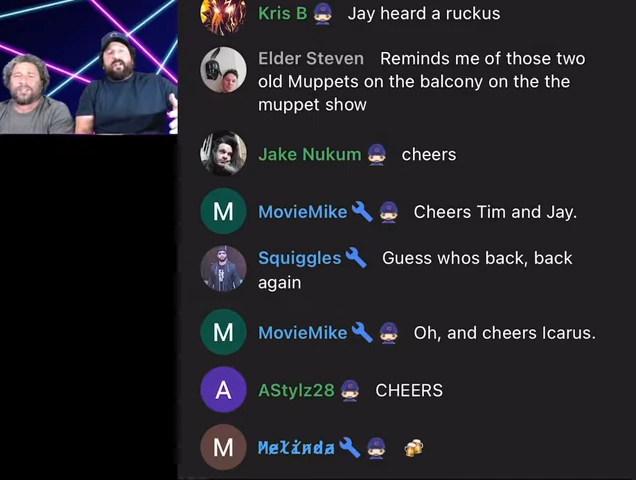 Kris B Jay heard a ruckus
Elder Steven Reminds me of those two
old Muppets on the balcony on the the
muppet show
Jake Nukum cheers
M MovieMike Cheers Tim and Jay.
Squiggles Guess whos back, back
again
M MovieMike Oh, and cheers Icarus.
A AStylz28 CHEERS
M Melinda 🍻